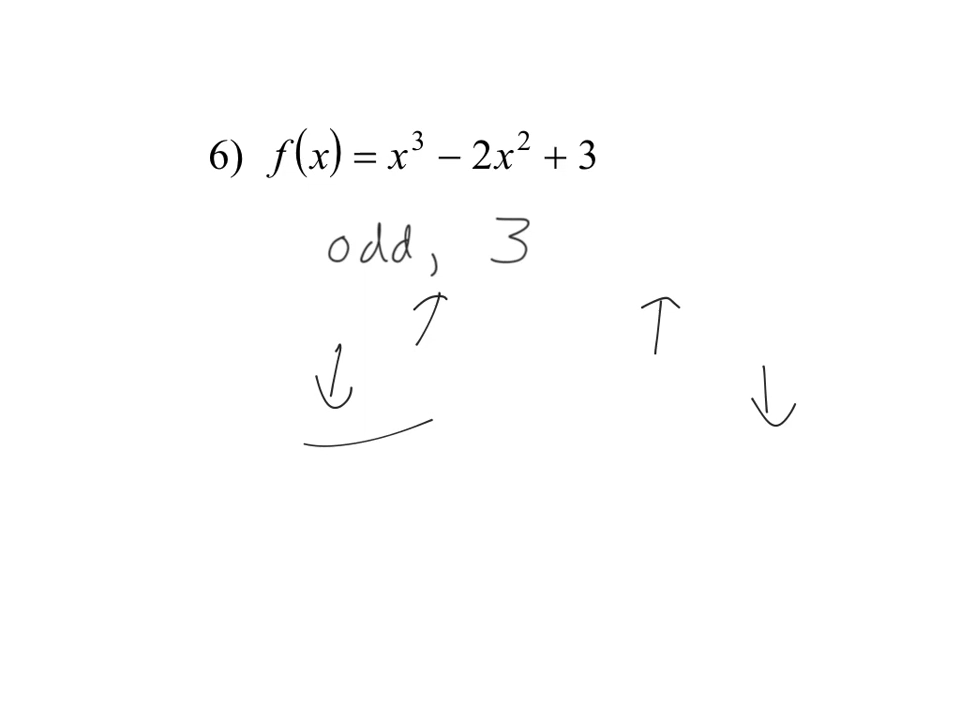 6) f(x) = x³ − 2x² + 3
odd, 3
↓ ↑ ↑ ↓